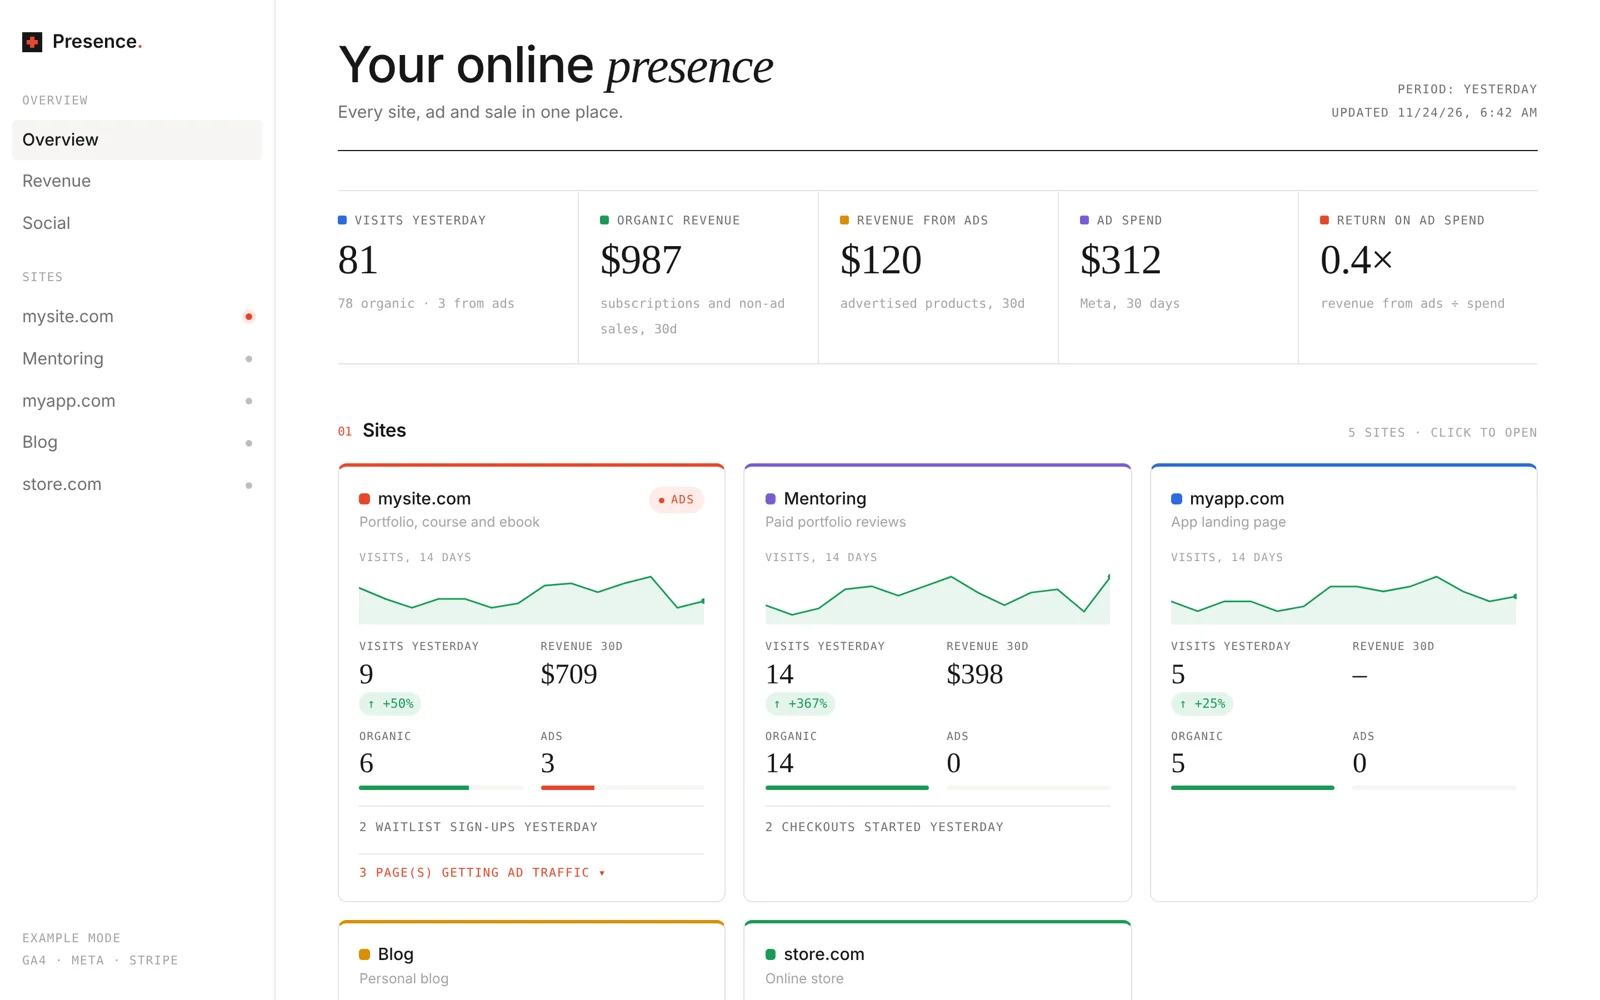 Presence.
OVERVIEW
Overview
Revenue
Social
SITES
mysite.com
Mentoring
myapp.com
Blog
store.com
EXAMPLE MODE
GA4 · META · STRIPE
Your online presence
Every site, ad and sale in one place.
PERIOD: YESTERDAY
UPDATED 11/24/26, 6:42 AM
VISITS YESTERDAY
81
78 organic · 3 from ads
ORGANIC REVENUE
$987
subscriptions and non-ad
sales, 30d
REVENUE FROM ADS
$120
advertised products, 30d
AD SPEND
$312
Meta, 30 days
RETURN ON AD SPEND
0.4×
revenue from ads ÷ spend
01 Sites
5 SITES · CLICK TO OPEN
mysite.com
ADS
Portfolio, course and ebook
VISITS, 14 DAYS
VISITS YESTERDAY
9
↑ +50%
REVENUE 30D
$709
ORGANIC
6
ADS
3
2 WAITLIST SIGN-UPS YESTERDAY
3 PAGE(S) GETTING AD TRAFFIC ▾
Mentoring
Paid portfolio reviews
VISITS, 14 DAYS
VISITS YESTERDAY
14
↑ +367%
REVENUE 30D
$398
ORGANIC
14
ADS
0
2 CHECKOUTS STARTED YESTERDAY
myapp.com
App landing page
VISITS, 14 DAYS
VISITS YESTERDAY
5
↑ +25%
REVENUE 30D
–
ORGANIC
5
ADS
0
Blog
Personal blog
store.com
Online store